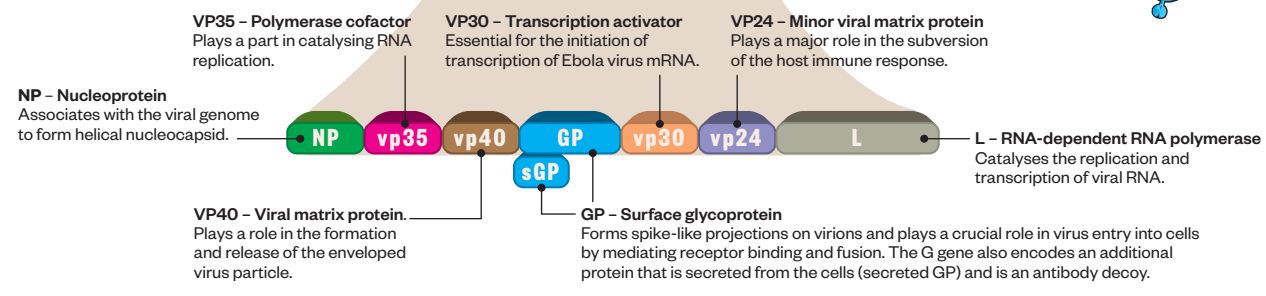 VP35 – Polymerase cofactor
Plays a part in catalysing RNA
replication.
VP30 – Transcription activator
Essential for the initiation of
transcription of Ebola virus mRNA.
VP24 – Minor viral matrix protein
Plays a major role in the subversion
of the host immune response.
NP – Nucleoprotein
Associates with the viral genome
to form helical nucleocapsid.
NP
vp35
vp40
GP
vp30
vp24
L
sGP
L – RNA-dependent RNA polymerase
Catalyses the replication and
transcription of viral RNA.
VP40 – Viral matrix protein.
Plays a role in the formation
and release of the enveloped
virus particle.
GP – Surface glycoprotein
Forms spike-like projections on virions and plays a crucial role in virus entry into cells
by mediating receptor binding and fusion. The G gene also encodes an additional
protein that is secreted from the cells (secreted GP) and is an antibody decoy.